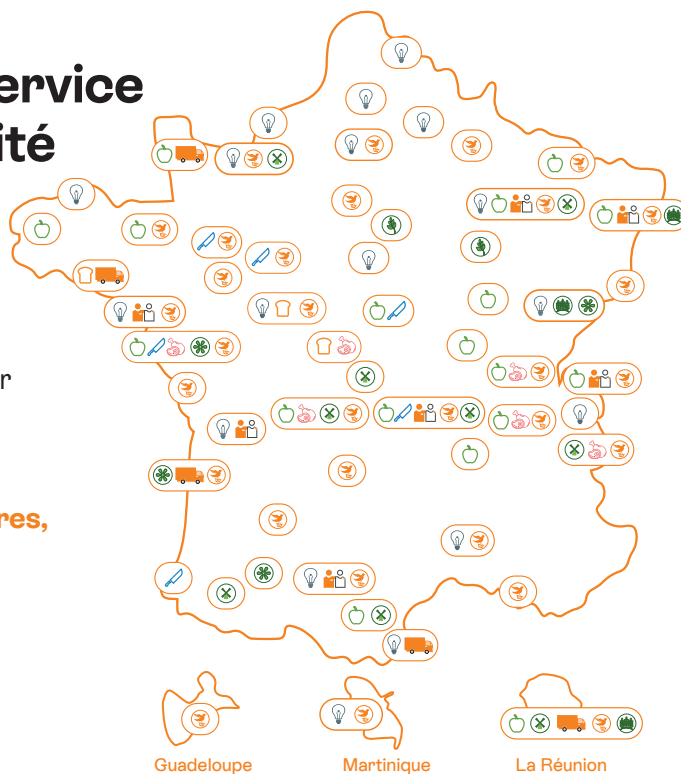 ervice
ité
r
res,
Guadeloupe
Martinique
La Réunion